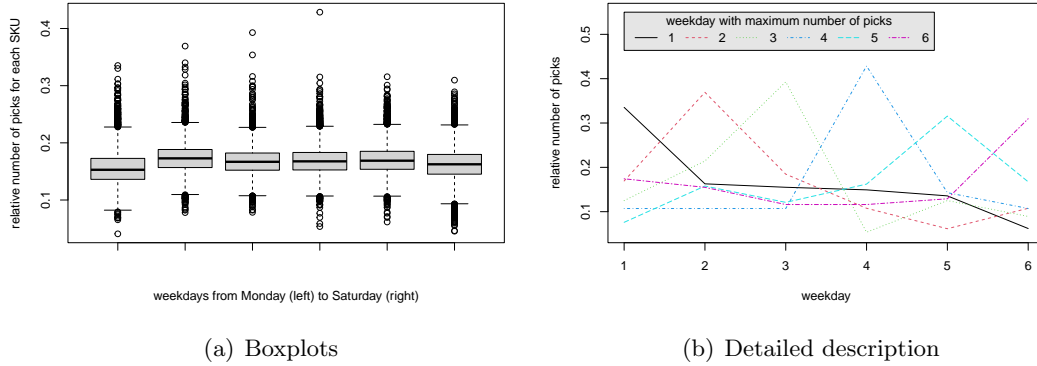 relative number of picks for each SKU
0.4
0.3
0.2
0.1
weekdays from Monday (left) to Saturday (right)
(a) Boxplots
relative number of picks
0.5
0.4
0.3
0.2
0.1
weekday with maximum number of picks
1 2 3 4 5 6
1 2 3 4 5 6
weekday
(b) Detailed description